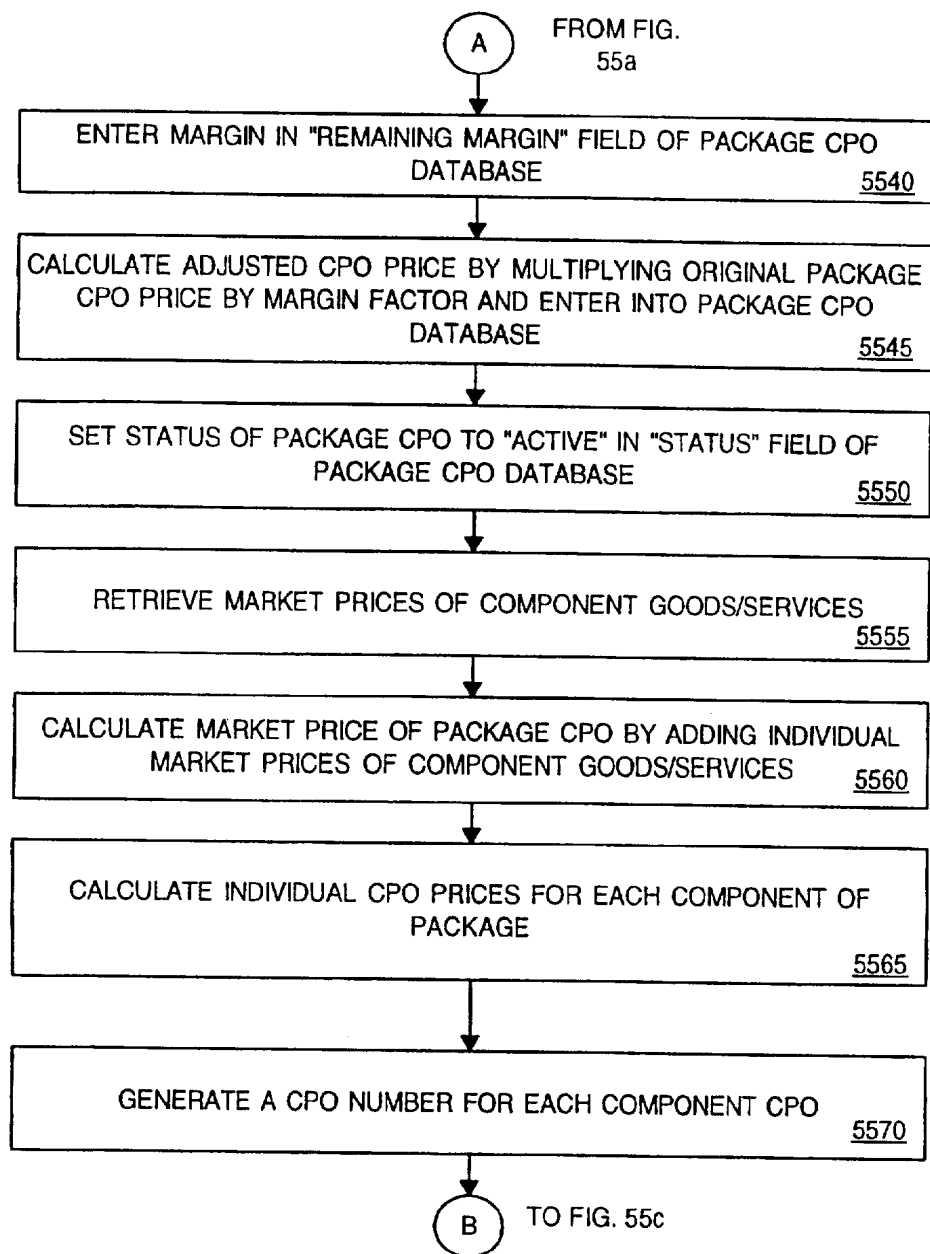 A
FROM FIG.
55a
ENTER MARGIN IN "REMAINING MARGIN" FIELD OF PACKAGE CPO
DATABASE
5540
CALCULATE ADJUSTED CPO PRICE BY MULTIPLYING ORIGINAL PACKAGE
CPO PRICE BY MARGIN FACTOR AND ENTER INTO PACKAGE CPO
DATABASE
5545
SET STATUS OF PACKAGE CPO TO "ACTIVE" IN "STATUS" FIELD OF
PACKAGE CPO DATABASE
5550
RETRIEVE MARKET PRICES OF COMPONENT GOODS/SERVICES
5555
CALCULATE MARKET PRICE OF PACKAGE CPO BY ADDING INDIVIDUAL
MARKET PRICES OF COMPONENT GOODS/SERVICES
5560
CALCULATE INDIVIDUAL CPO PRICES FOR EACH COMPONENT OF
PACKAGE
5565
GENERATE A CPO NUMBER FOR EACH COMPONENT CPO
5570
B
TO FIG. 55c